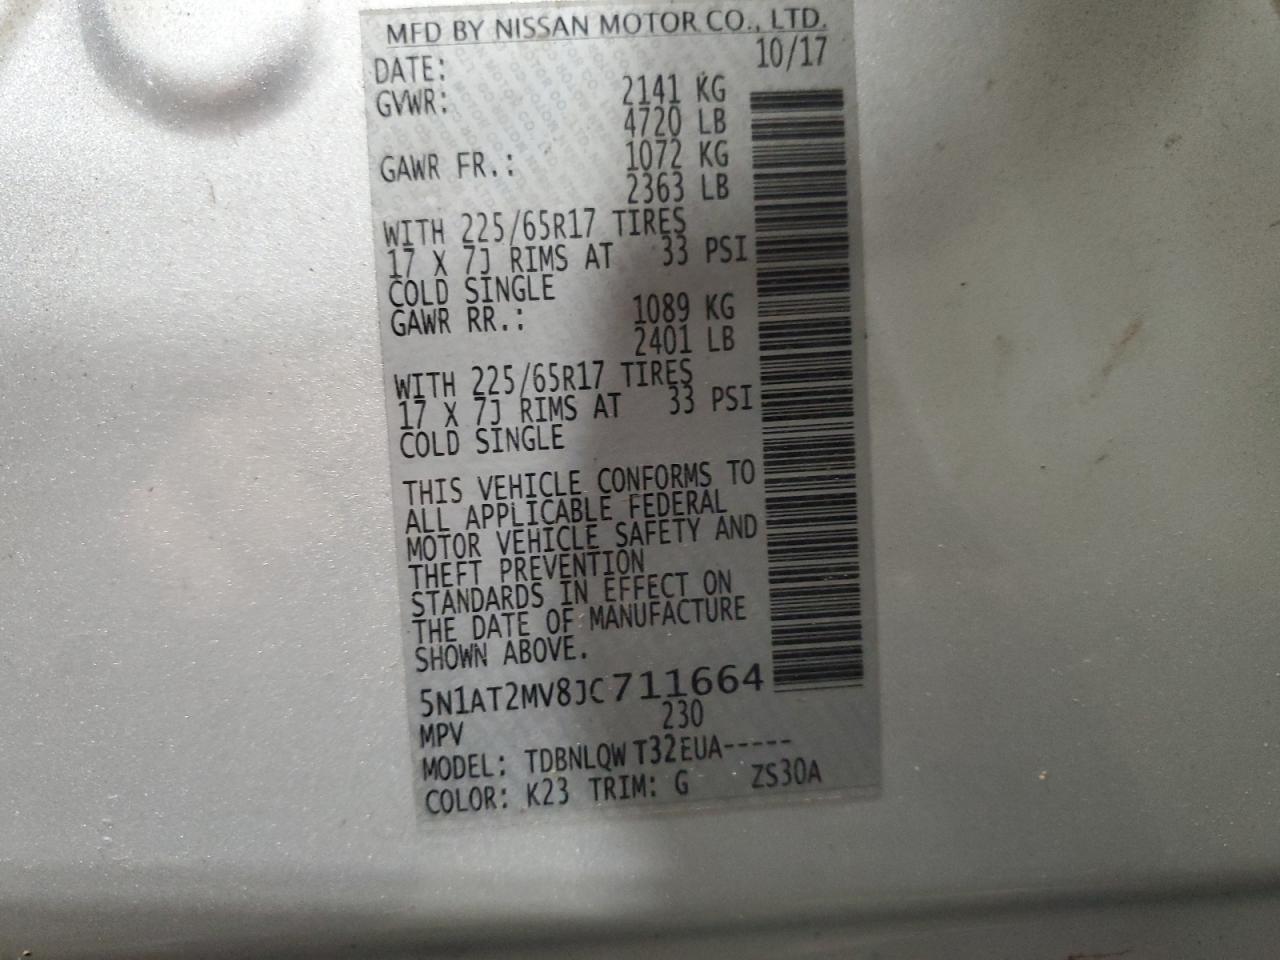 MFD BY NISSAN MOTOR CO., LTD.
DATE: 10/17
GVWR: 2141 KG
4720 LB
GAWR FR.: 1072 KG
2363 LB
WITH 225/65R17 TIRES
17 X 7J RIMS AT 33 PSI
COLD SINGLE
GAWR RR.: 1089 KG
2401 LB
WITH 225/65R17 TIRES
17 X 7J RIMS AT 33 PSI
COLD SINGLE
THIS VEHICLE CONFORMS TO
ALL APPLICABLE FEDERAL
MOTOR VEHICLE SAFETY AND
THEFT PREVENTION
STANDARDS IN EFFECT ON
THE DATE OF MANUFACTURE
SHOWN ABOVE.
5N1AT2MV8JC711664
MPV 230
MODEL: TDBNLQW T32EUA-----
COLOR: K23 TRIM: G ZS30A